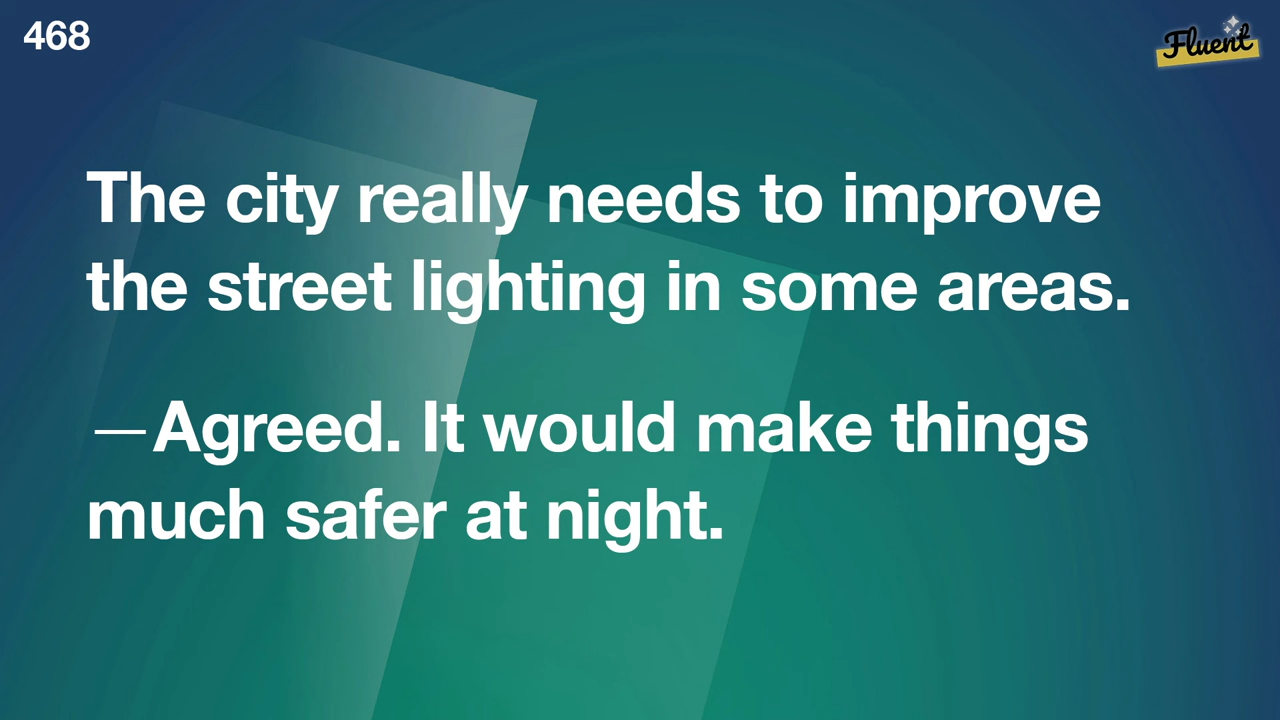 468
Fluent
The city really needs to improve
the street lighting in some areas.
—Agreed. It would make things
much safer at night.